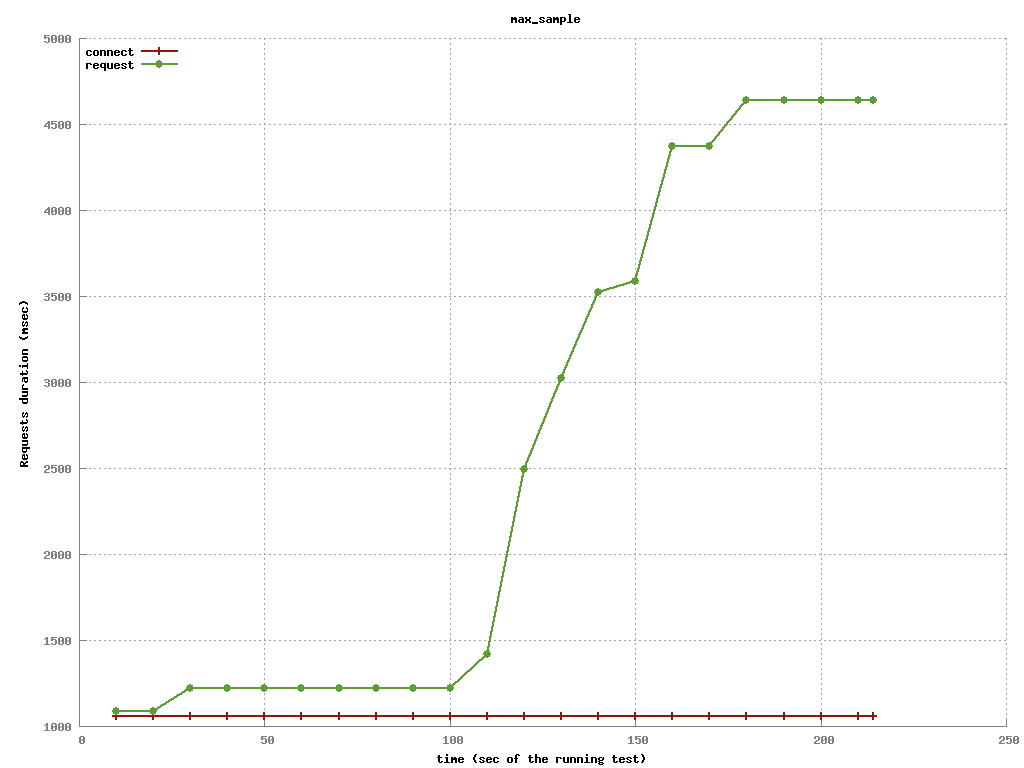 max_sample
5000
connect
request
4500
4000
3500
Requests duration (msec)
3000
2500
2000
1500
1000
0 50 100 150 200 250
time (sec of the running test)